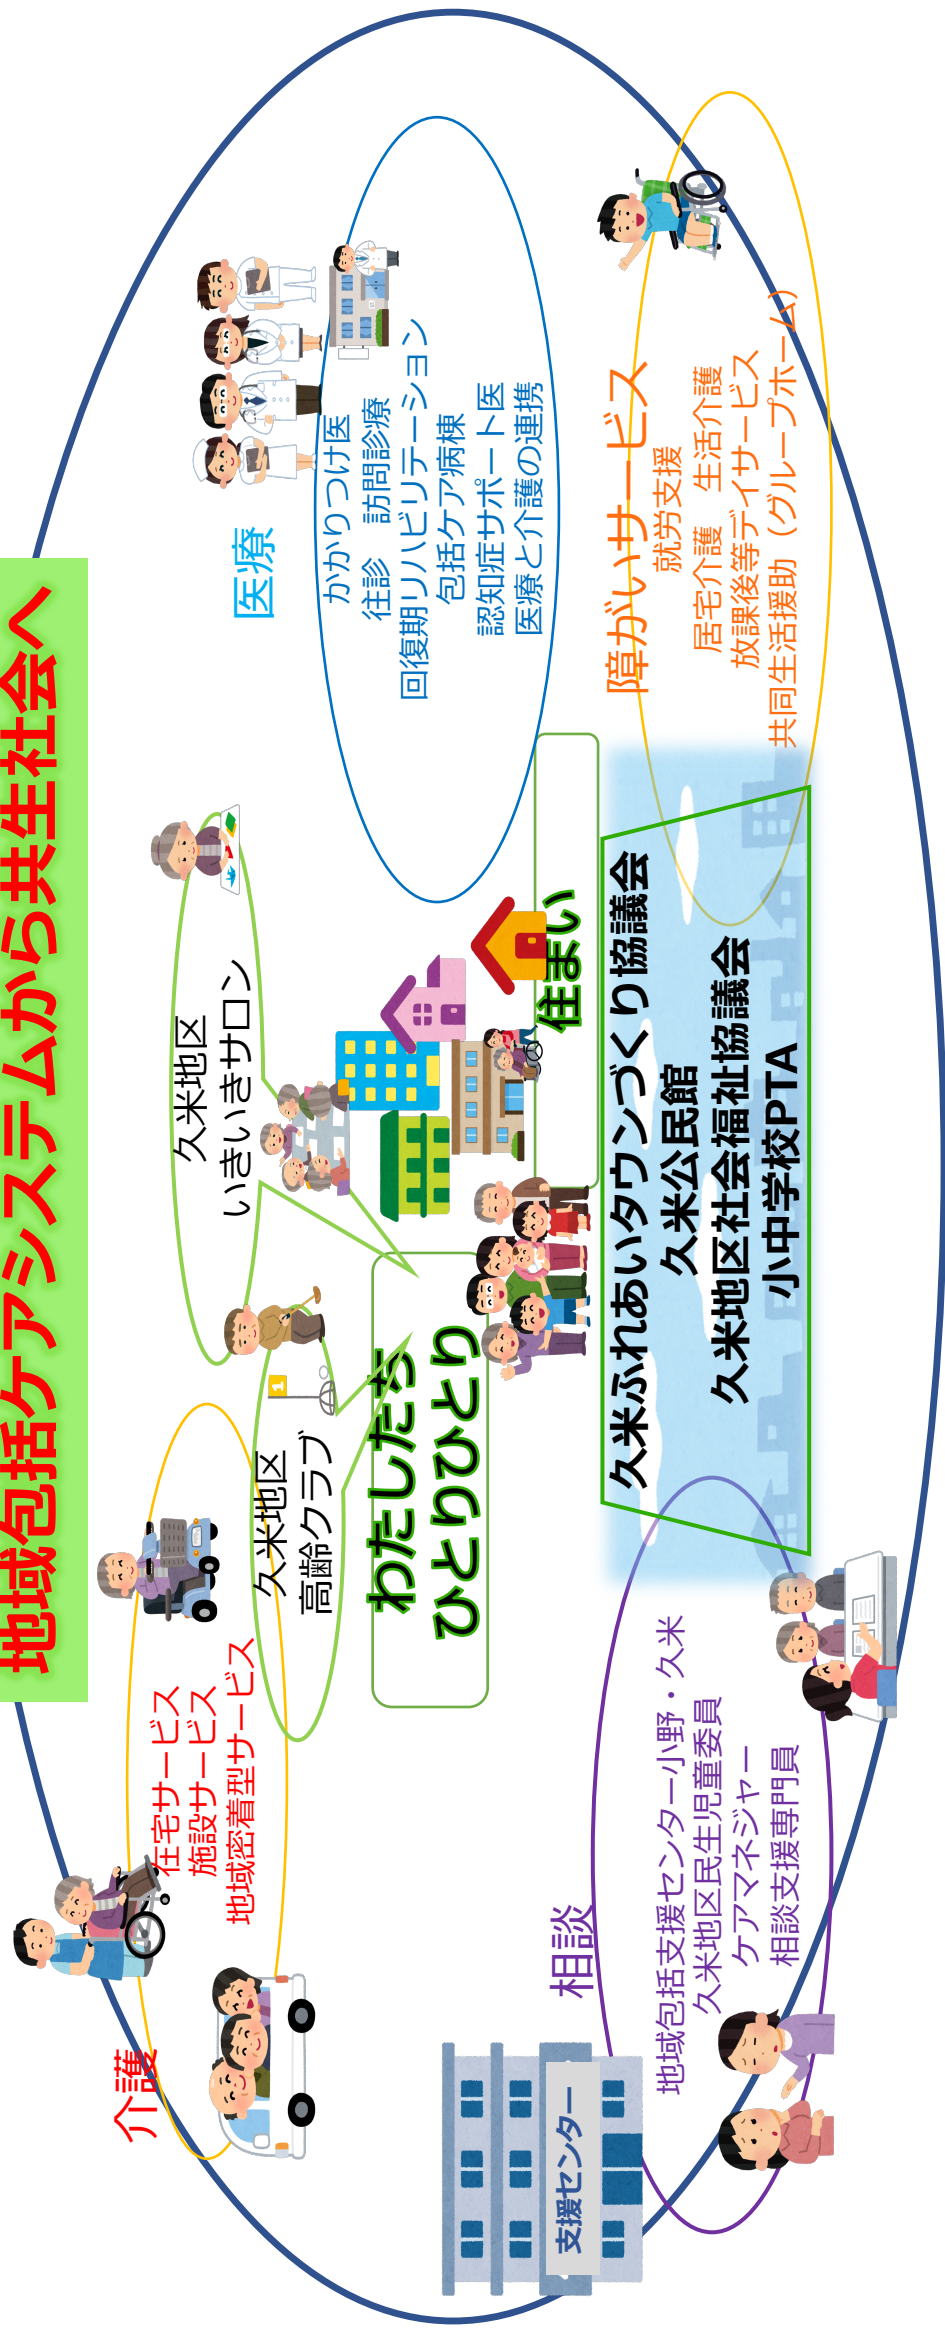 地域包括ケアシステムから共生社会へ
介護
在宅サービス
施設サービス
地域密着型サービス
久米地区
いきいきサロン
久米地区
高齢クラブ
医療
かかりつけ医
往診　訪問診療
回復期リハビリテーション
包括ケア病棟
認知症サポート医
医療と介護の連携
わたしたち
ひとりひとり
住まい
支援センター
相談
地域包括支援センター小野・久米
久米地区民生児童委員
ケアマネジャー
相談支援専門員
久米ふれあいタウンづくり協議会
久米公民館
久米地区社会福祉協議会
小中学校PTA
障がいサービス
就労支援
居宅介護　生活介護
放課後等デイサービス
共同生活援助（グループホーム）
1